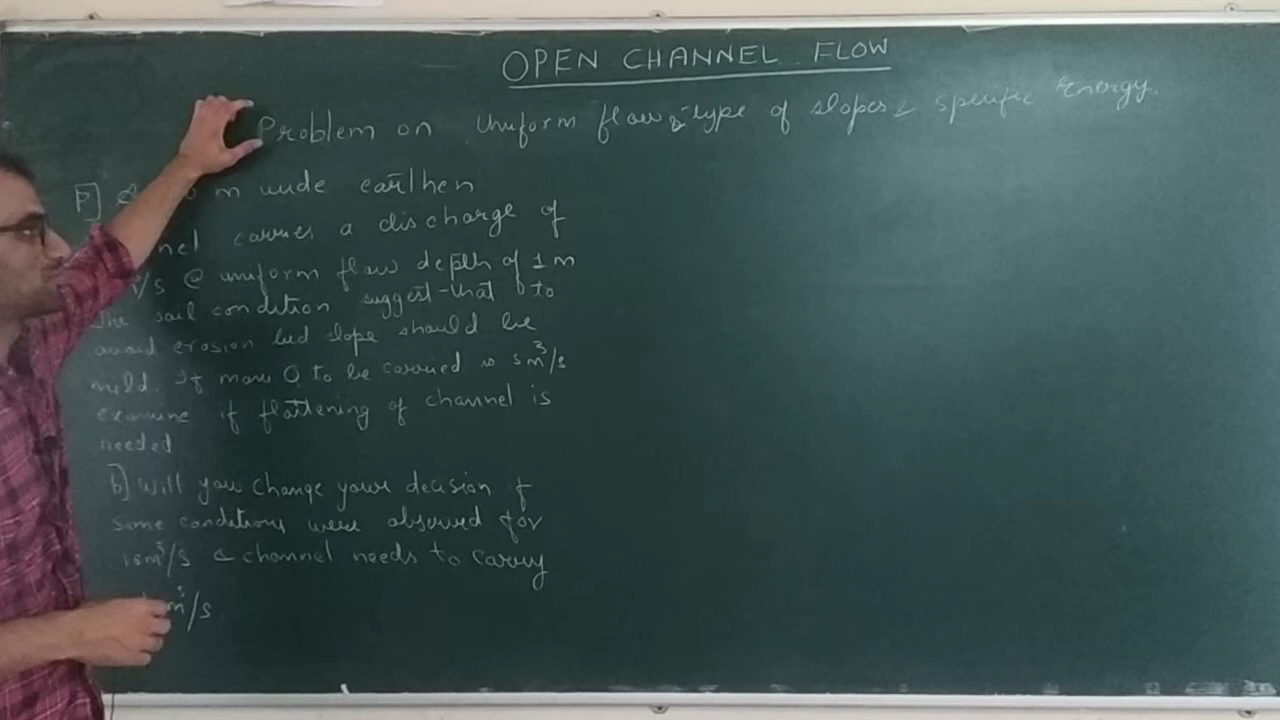 OPEN CHANNEL FLOW
Problem on Uniform flow & type of slopes & specific Energy.
P] m wide earthen
nel carries a discharge of
/s @ uniform flow depth of 1m
The soil condition suggest that to
avoid erosion bed slope should be
mild. If max Q to be carried is 5m³/s
examine if flattening of channel is
needed
b] Will you change your decision if
same conditions were observed for
10m³/s & channel needs to carry
m³/s